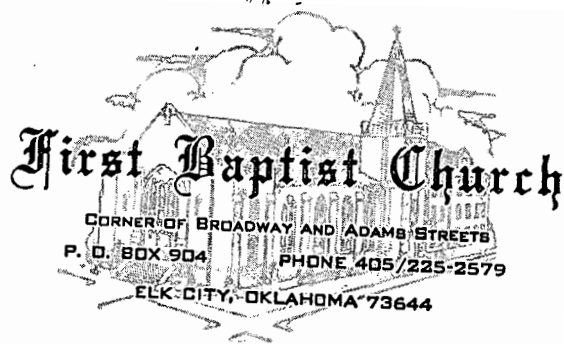 First Baptist Church
CORNER OF BROADWAY AND ADAMS STREETS
P. O. BOX 904 PHONE 405/225-2579
ELK CITY, OKLAHOMA 73644